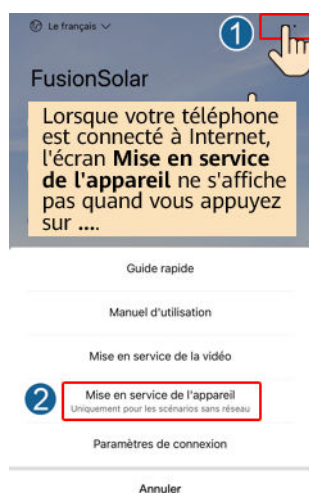 Le français
1
FusionSolar
Lorsque votre téléphone
est connecté à Internet,
l'écran Mise en service
de l'appareil ne s'affiche
pas quand vous appuyez
sur ....
Guide rapide
Manuel d'utilisation
Mise en service de la vidéo
2
Mise en service de l'appareil
Uniquement pour les scénarios sans réseau
Paramètres de connexion
Annuler